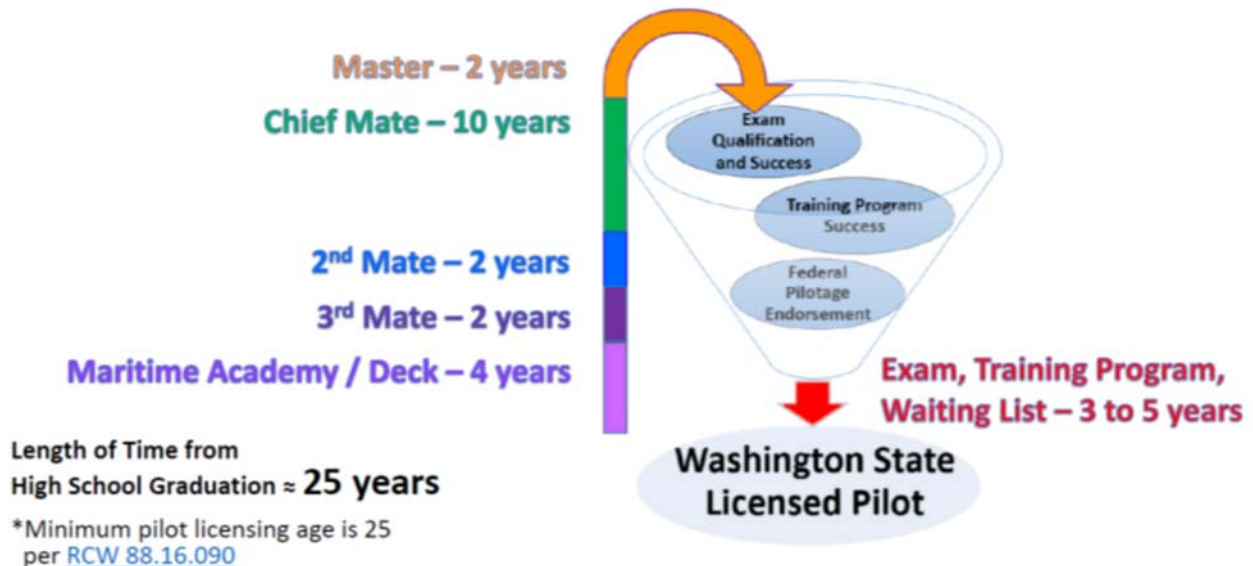 Master – 2 years
Chief Mate – 10 years
2nd Mate – 2 years
3rd Mate – 2 years
Maritime Academy / Deck – 4 years
Exam
Qualification
and Success
Training Program
Success
Federal
Pilotage
Endorsement
Exam, Training Program,
Waiting List – 3 to 5 years
Washington State
Licensed Pilot
Length of Time from
High School Graduation ≈ 25 years
*Minimum pilot licensing age is 25
per RCW 88.16.090